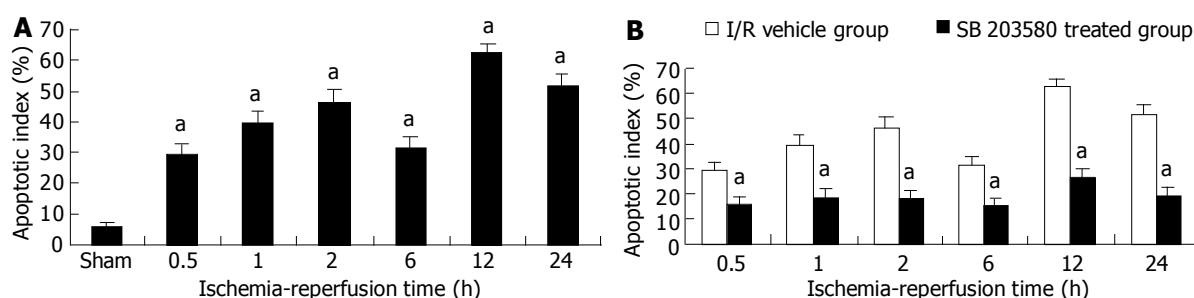 A
Apoptotic index (%)
70
60
50
40
30
20
10
0
a
a
a
a
a
a
Sham
0.5
1
2
6
12
24
Ischemia-reperfusion time (h)
B
I/R vehicle group
SB 203580 treated group
Apoptotic index (%)
70
60
50
40
30
20
10
0
a
a
a
a
a
a
0.5
1
2
6
12
24
Ischemia-reperfusion time (h)